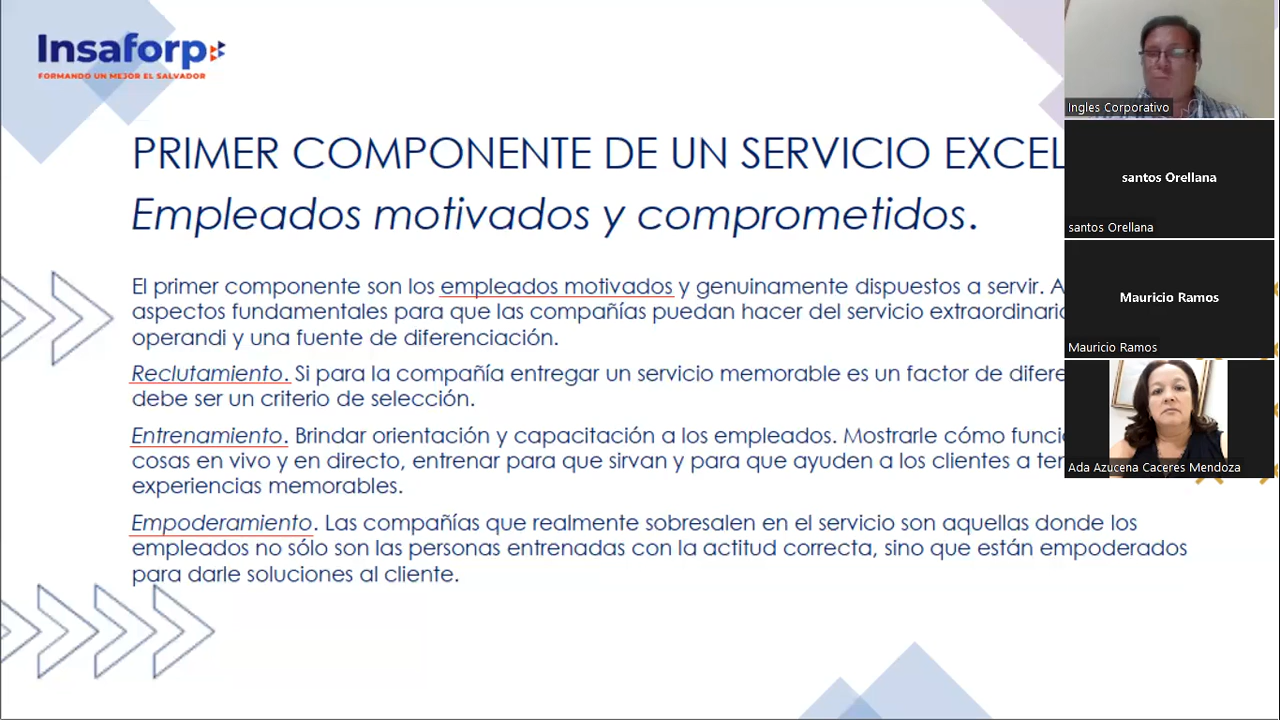 Insaforp
FORMANDO UN MEJOR EL SALVADOR
PRIMER COMPONENTE DE UN SERVICIO EXCEL
Empleados motivados y comprometidos.
El primer componente son los empleados motivados y genuinamente dispuestos a servir. A
aspectos fundamentales para que las compañías puedan hacer del servicio extraordinario
operandi y una fuente de diferenciación.
Reclutamiento. Si para la compañía entregar un servicio memorable es un factor de difere
debe ser un criterio de selección.
Entrenamiento. Brindar orientación y capacitación a los empleados. Mostrarle cómo funci
cosas en vivo y en directo, entrenar para que sirvan y para que ayuden a los clientes a te
experiencias memorables.
Empoderamiento. Las compañías que realmente sobresalen en el servicio son aquellas donde los
empleados no sólo son las personas entrenadas con la actitud correcta, sino que están empoderados
para darle soluciones al cliente.
Ingles Corporativo
santos Orellana
santos Orellana
Mauricio Ramos
Mauricio Ramos
Ada Azucena Caceres Mendoza